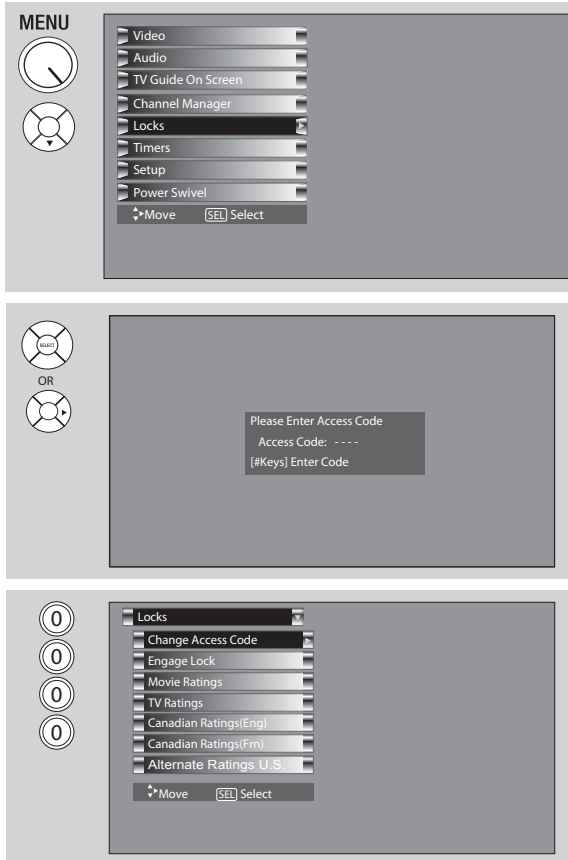 MENU
Video
Audio
TV Guide On Screen
Channel Manager
Locks
Timers
Setup
Power Swivel
Move SEL Select
SELECT
OR
Please Enter Access Code
Access Code: ----
[#Keys] Enter Code
0
0
0
0
Locks
Change Access Code
Engage Lock
Movie Ratings
TV Ratings
Canadian Ratings(Eng)
Canadian Ratings(Frn)
Alternate Ratings U.S.
Move SEL Select